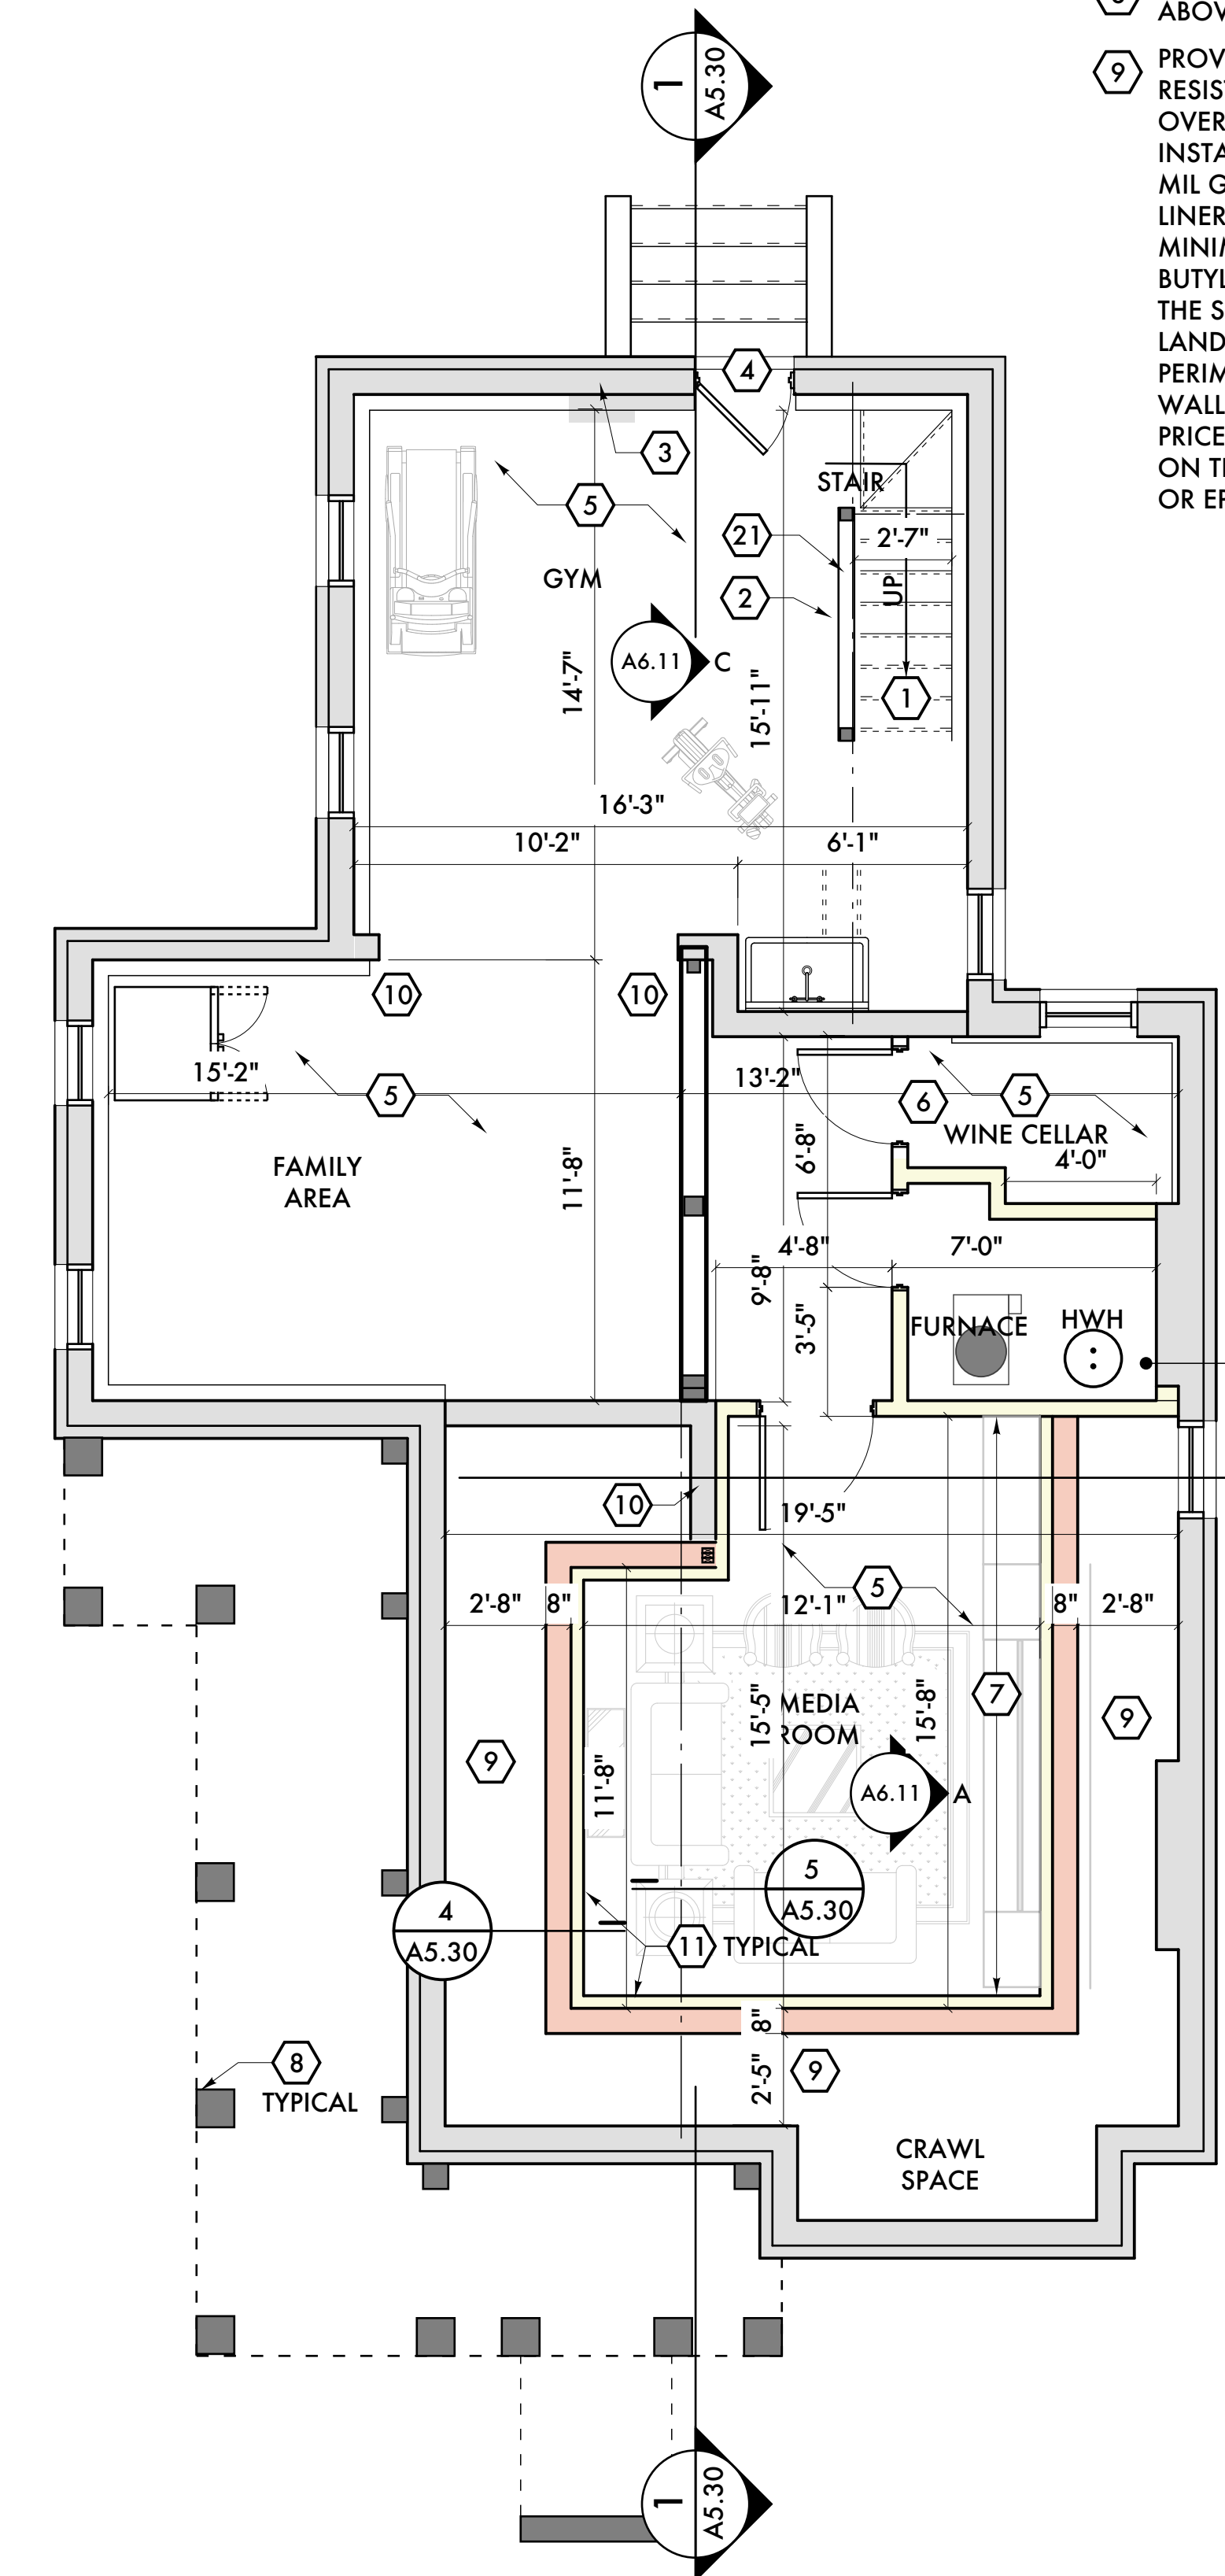 ABOV
9
PROV
RESIS
OVER
INSTA
MIL G
LINER
MINIM
BUTYL
THE S
LAND
PERIM
WALL
PRICE
ON T
OR EF
1
A5.30
4
3
STAIR
5
21
2'-7"
GYM
2
UP
A6.11
C
14'-7"
15'-11"
1
16'-3"
10'-2"
6'-1"
10
10
15'-2"
5
13'-2"
6
5
WINE CELLAR
6'-8"
4'-0"
FAMILY
AREA
11'-8"
4'-8"
7'-0"
9'-8"
3'-5"
FURNACE
HWH
10
19'-5"
5
2'-8"
8"
12'-1"
8"
2'-8"
MEDIA
ROOM
15'-5"
15'-8"
7
9
9
11'-8"
A6.11
A
5
A5.30
4
A5.30
11
TYPICAL
8"
2'-5"
9
8
TYPICAL
CRAWL
SPACE
1
A5.30